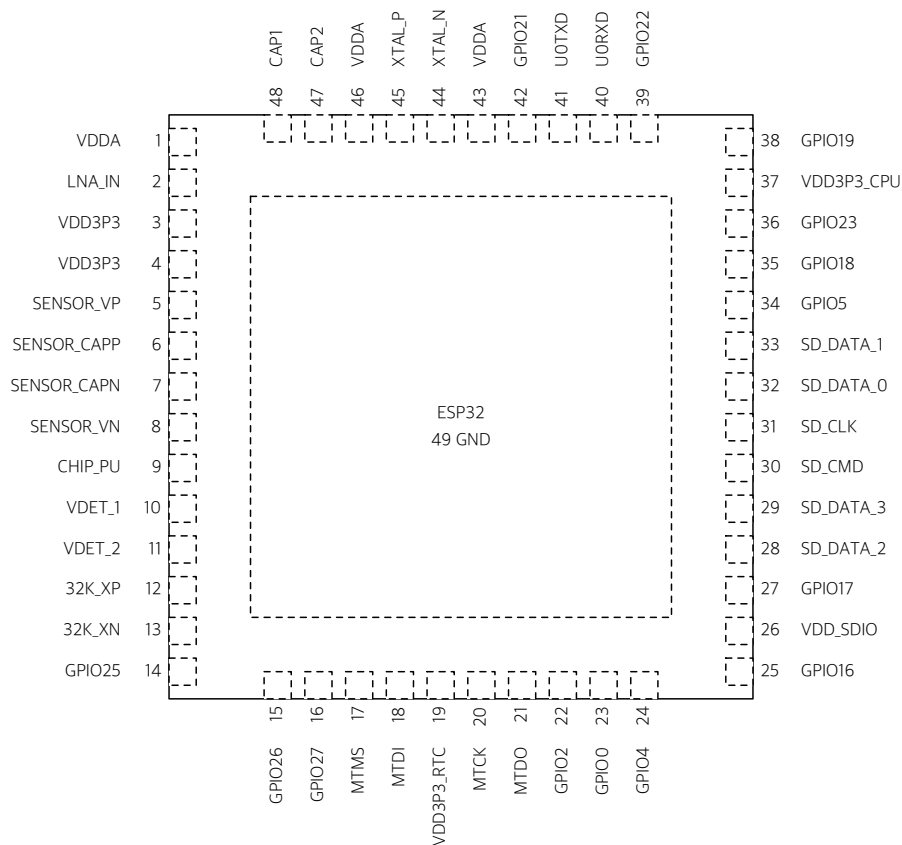 CAP1
CAP2
VDDA
XTAL_P
XTAL_N
VDDA
GPIO21
U0TXD
U0RXD
GPIO22
48
47
46
45
44
43
42
41
40
39
VDDA 1
LNA_IN 2
VDD3P3 3
VDD3P3 4
SENSOR_VP 5
SENSOR_CAPP 6
SENSOR_CAPN 7
SENSOR_VN 8
CHIP_PU 9
VDET_1 10
VDET_2 11
32K_XP 12
32K_XN 13
GPIO25 14
ESP32
49 GND
38 GPIO19
37 VDD3P3_CPU
36 GPIO23
35 GPIO18
34 GPIO5
33 SD_DATA_1
32 SD_DATA_0
31 SD_CLK
30 SD_CMD
29 SD_DATA_3
28 SD_DATA_2
27 GPIO17
26 VDD_SDIO
25 GPIO16
15
16
17
18
19
20
21
22
23
24
GPIO26
GPIO27
MTMS
MTDI
VDD3P3_RTC
MTCK
MTDO
GPIO2
GPIO0
GPIO4